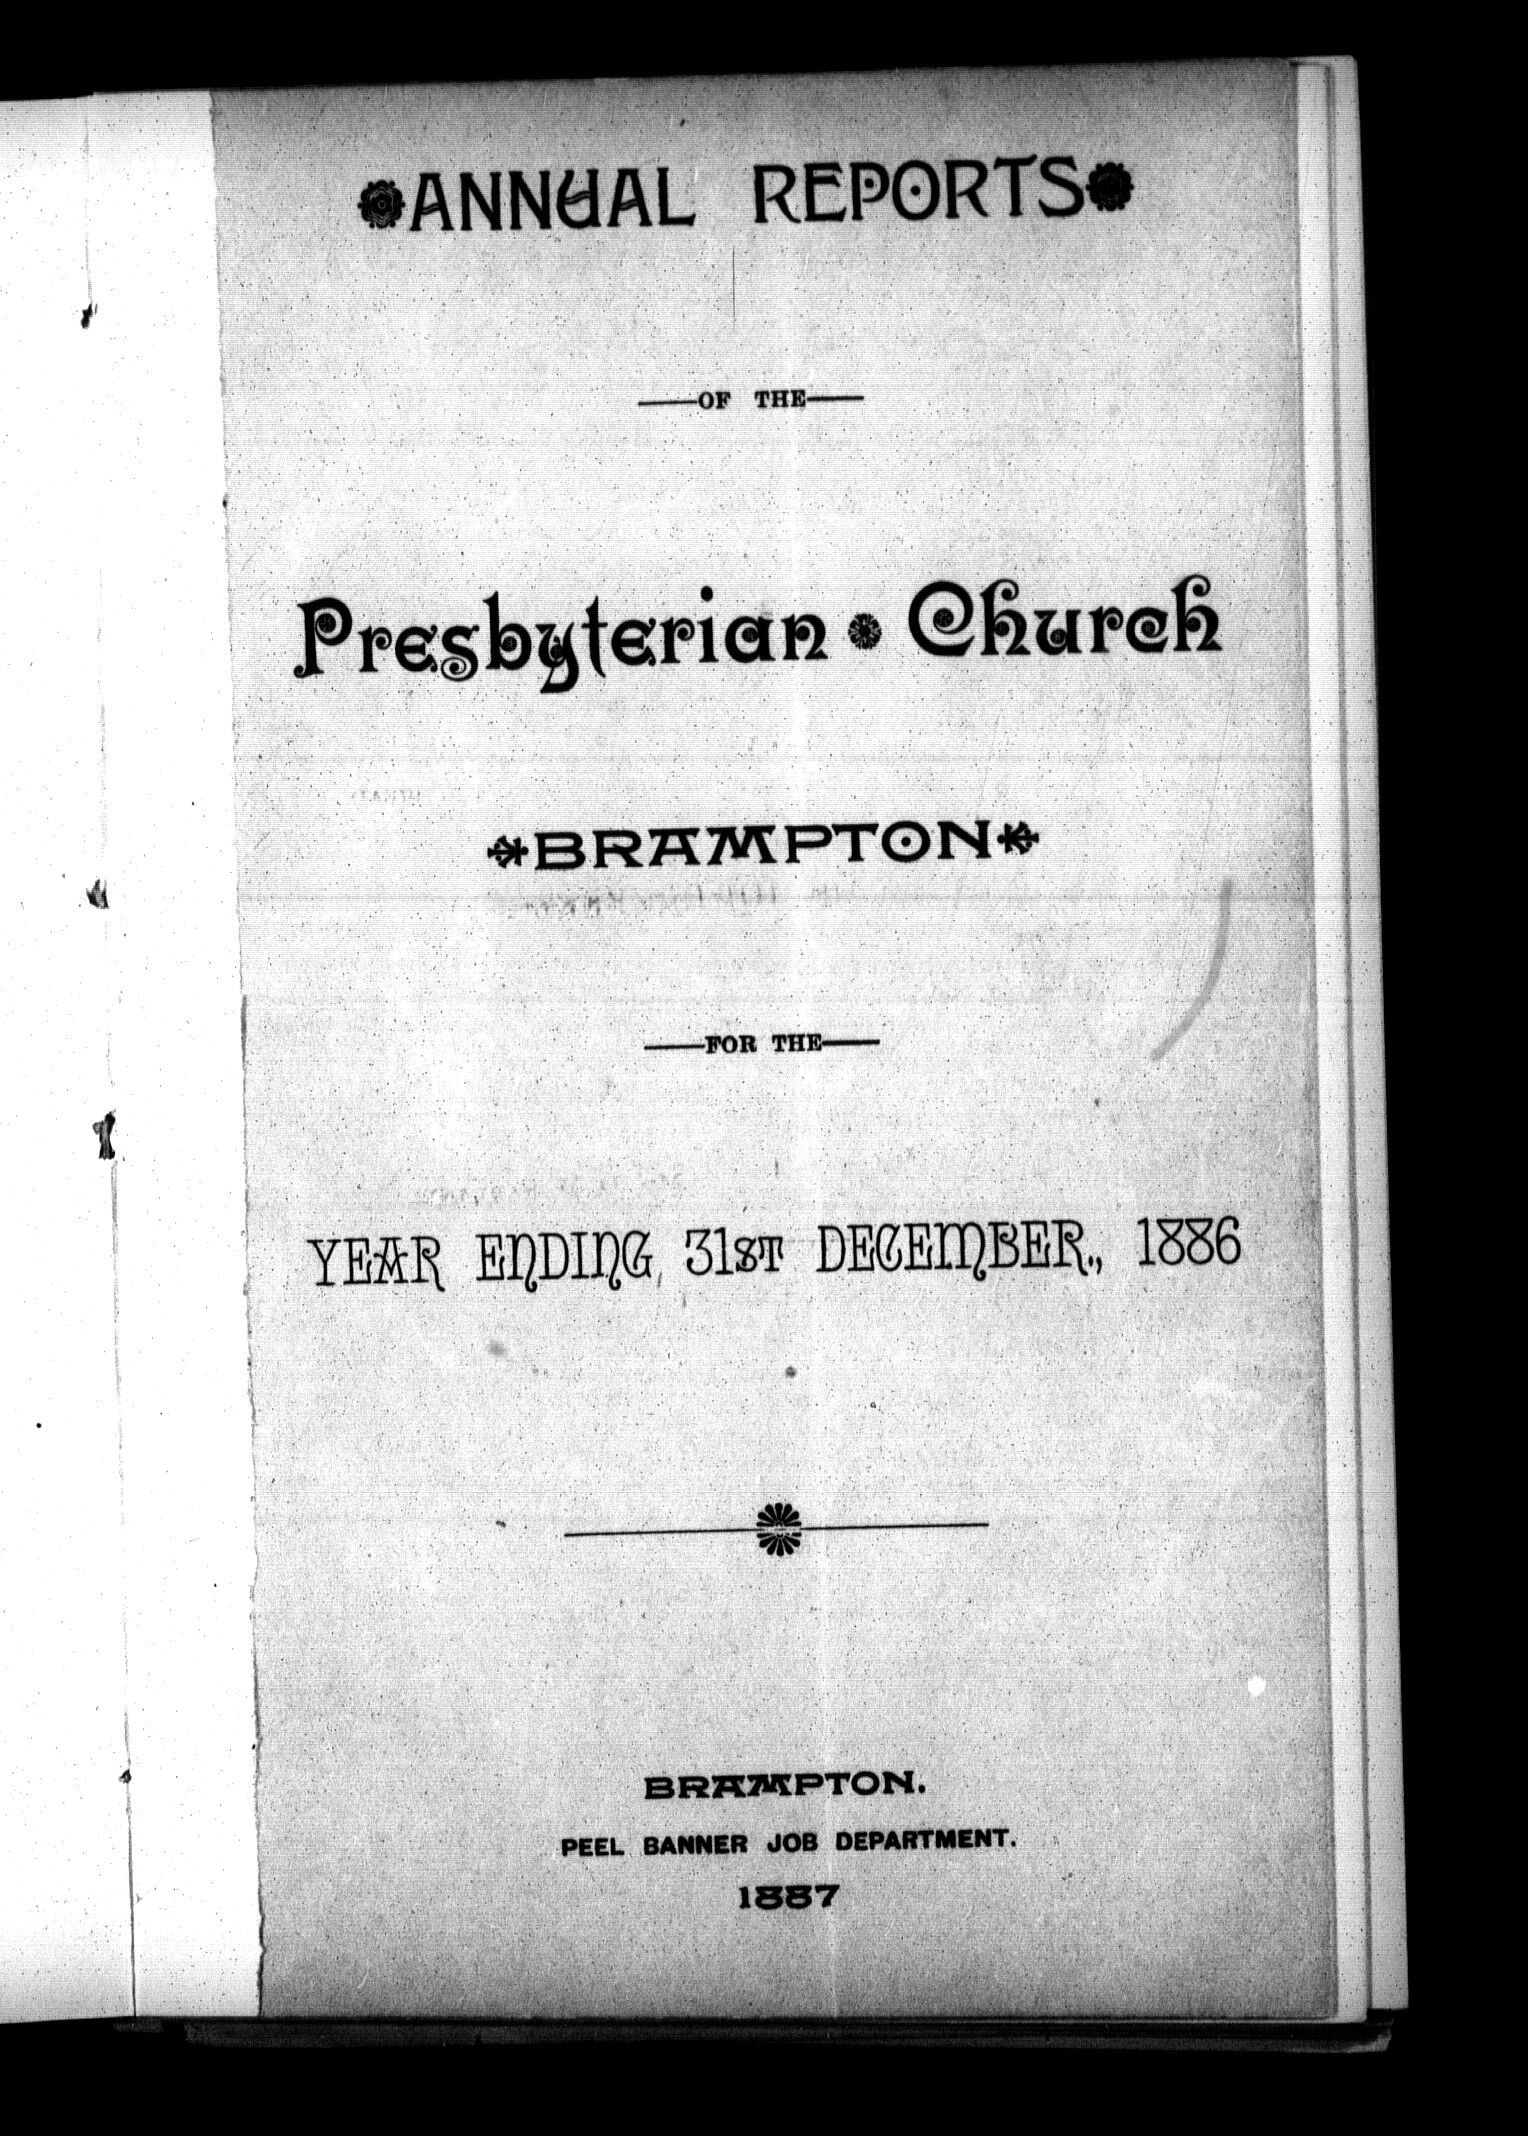 ANNUAL REPORTS
OF THE
Presbyterian Church
BRAMPTON
FOR THE
YEAR ENDING, 31ST DECEMBER., 1886
BRAMPTON.
PEEL BANNER JOB DEPARTMENT.
1887